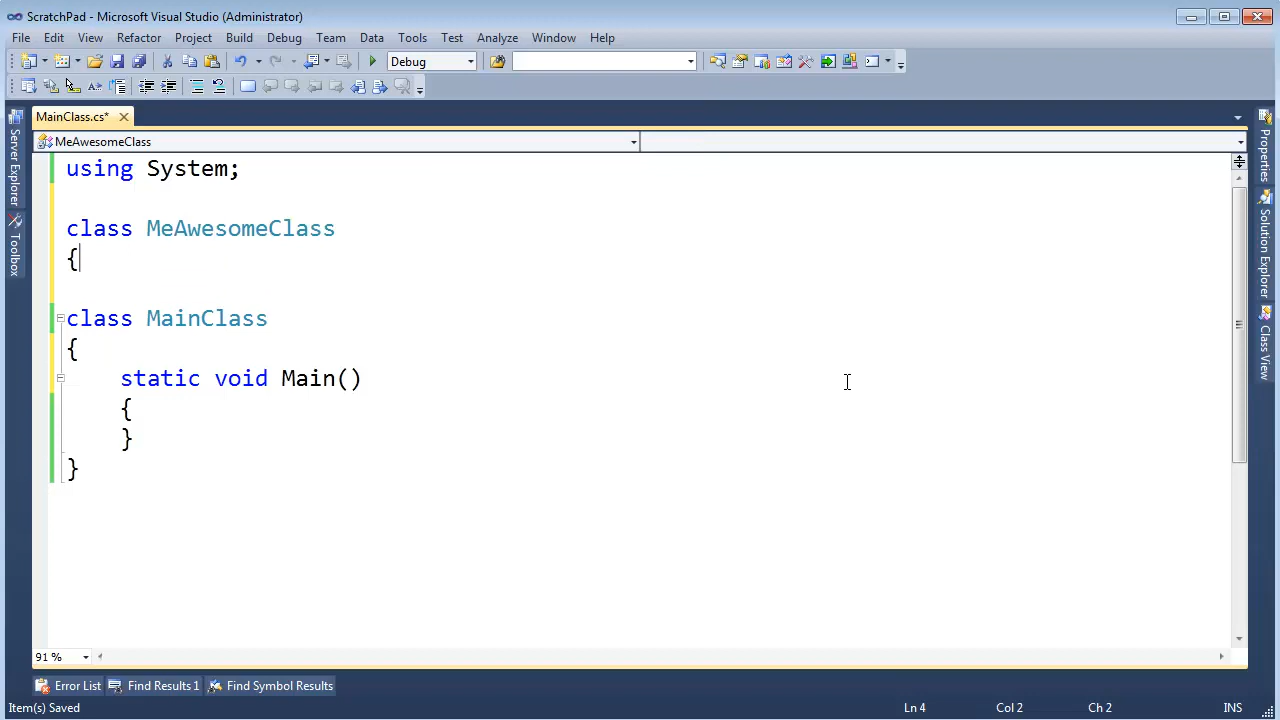 ScratchPad - Microsoft Visual Studio (Administrator)
File Edit View Refactor Project Build Debug Team Data Tools Test Analyze Window Help
Debug
MainClass.cs*
MeAwesomeClass
Server Explorer
Toolbox
using System;
class MeAwesomeClass
{
class MainClass
{
static void Main()
{
}
}
Properties
Solution Explorer
Class View
91 %
Error List Find Results 1 Find Symbol Results
Item(s) Saved Ln 4 Col 2 Ch 2 INS